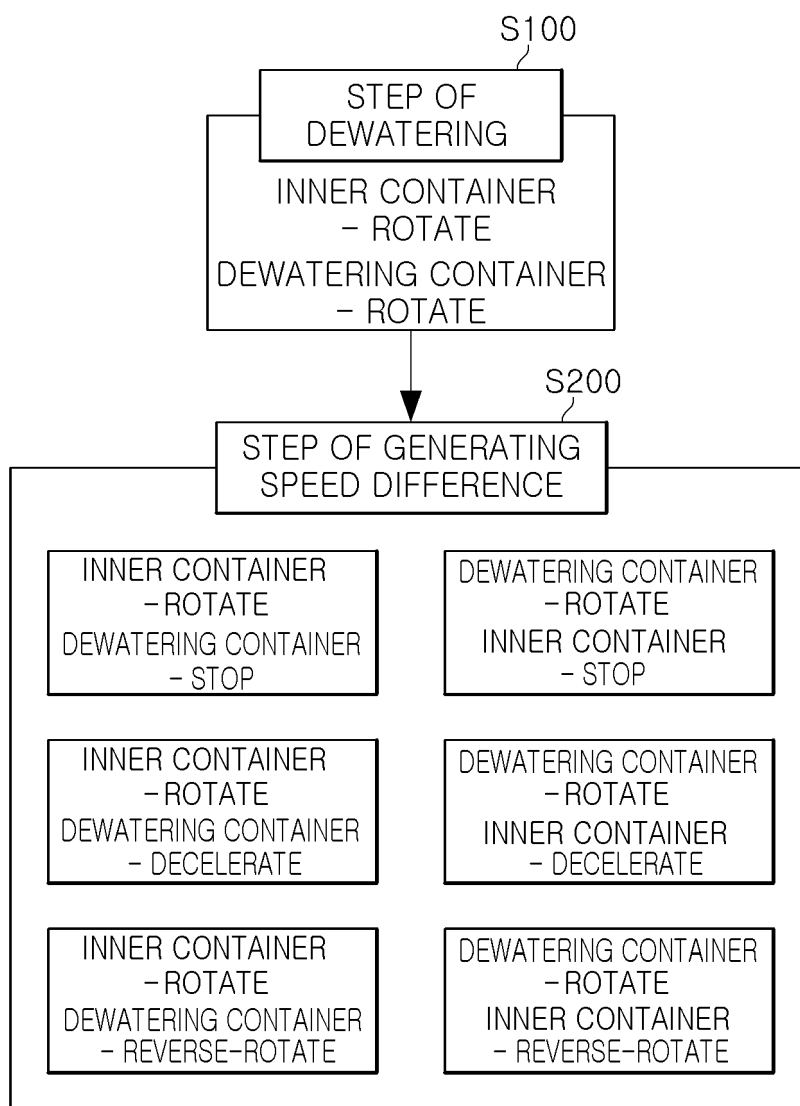 S100
STEP OF
DEWATERING
INNER CONTAINER
- ROTATE
DEWATERING CONTAINER
- ROTATE
S200
STEP OF GENERATING
SPEED DIFFERENCE
INNER CONTAINER
-ROTATE
DEWATERING CONTAINER
- STOP
DEWATERING CONTAINER
-ROTATE
INNER CONTAINER
- STOP
INNER CONTAINER
-ROTATE
DEWATERING CONTAINER
- DECELERATE
DEWATERING CONTAINER
-ROTATE
INNER CONTAINER
- DECELERATE
INNER CONTAINER
-ROTATE
DEWATERING CONTAINER
- REVERSE-ROTATE
DEWATERING CONTAINER
-ROTATE
INNER CONTAINER
- REVERSE-ROTATE